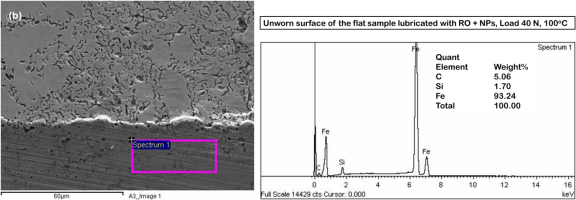 (b)
Spectrum 1
60µm
A3_Image 1
Unworn surface of the flat sample lubricated with RO + NPs, Load 40 N, 100ºC
Spectrum 1
Fe
Quant
Element Weight%
C 5.06
Si 1.70
Fe 93.24
Total 100.00
Fe
C
Si
Fe
0 2 4 6 8 10 12 14 16
Full Scale 14429 cts Cursor: 0.000 keV